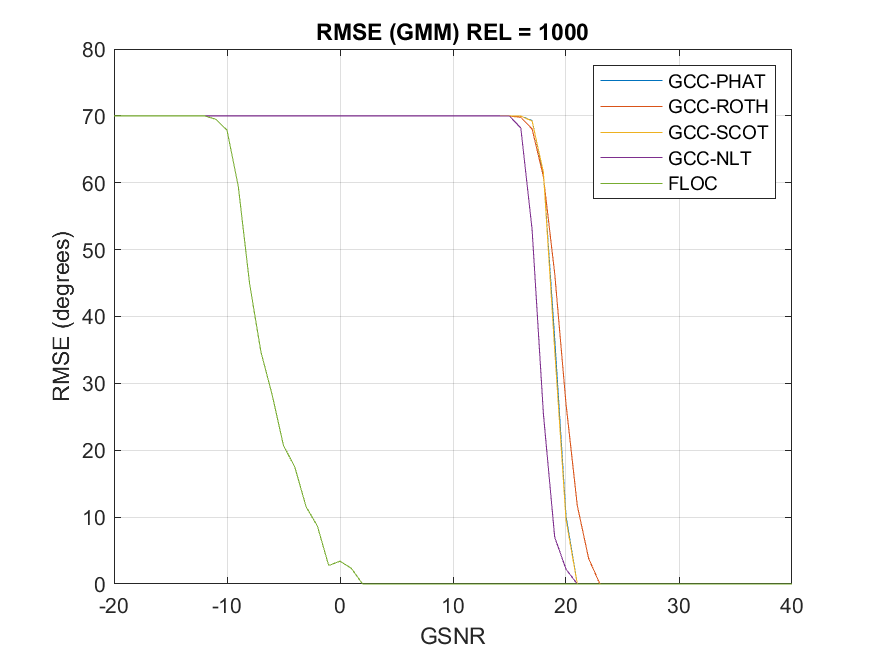 RMSE (GMM) REL = 1000
80
70
60
50
40
30
20
10
0
RMSE (degrees)
GCC-PHAT
GCC-ROTH
GCC-SCOT
GCC-NLT
FLOC
-20 -10 0 10 20 30 40
GSNR